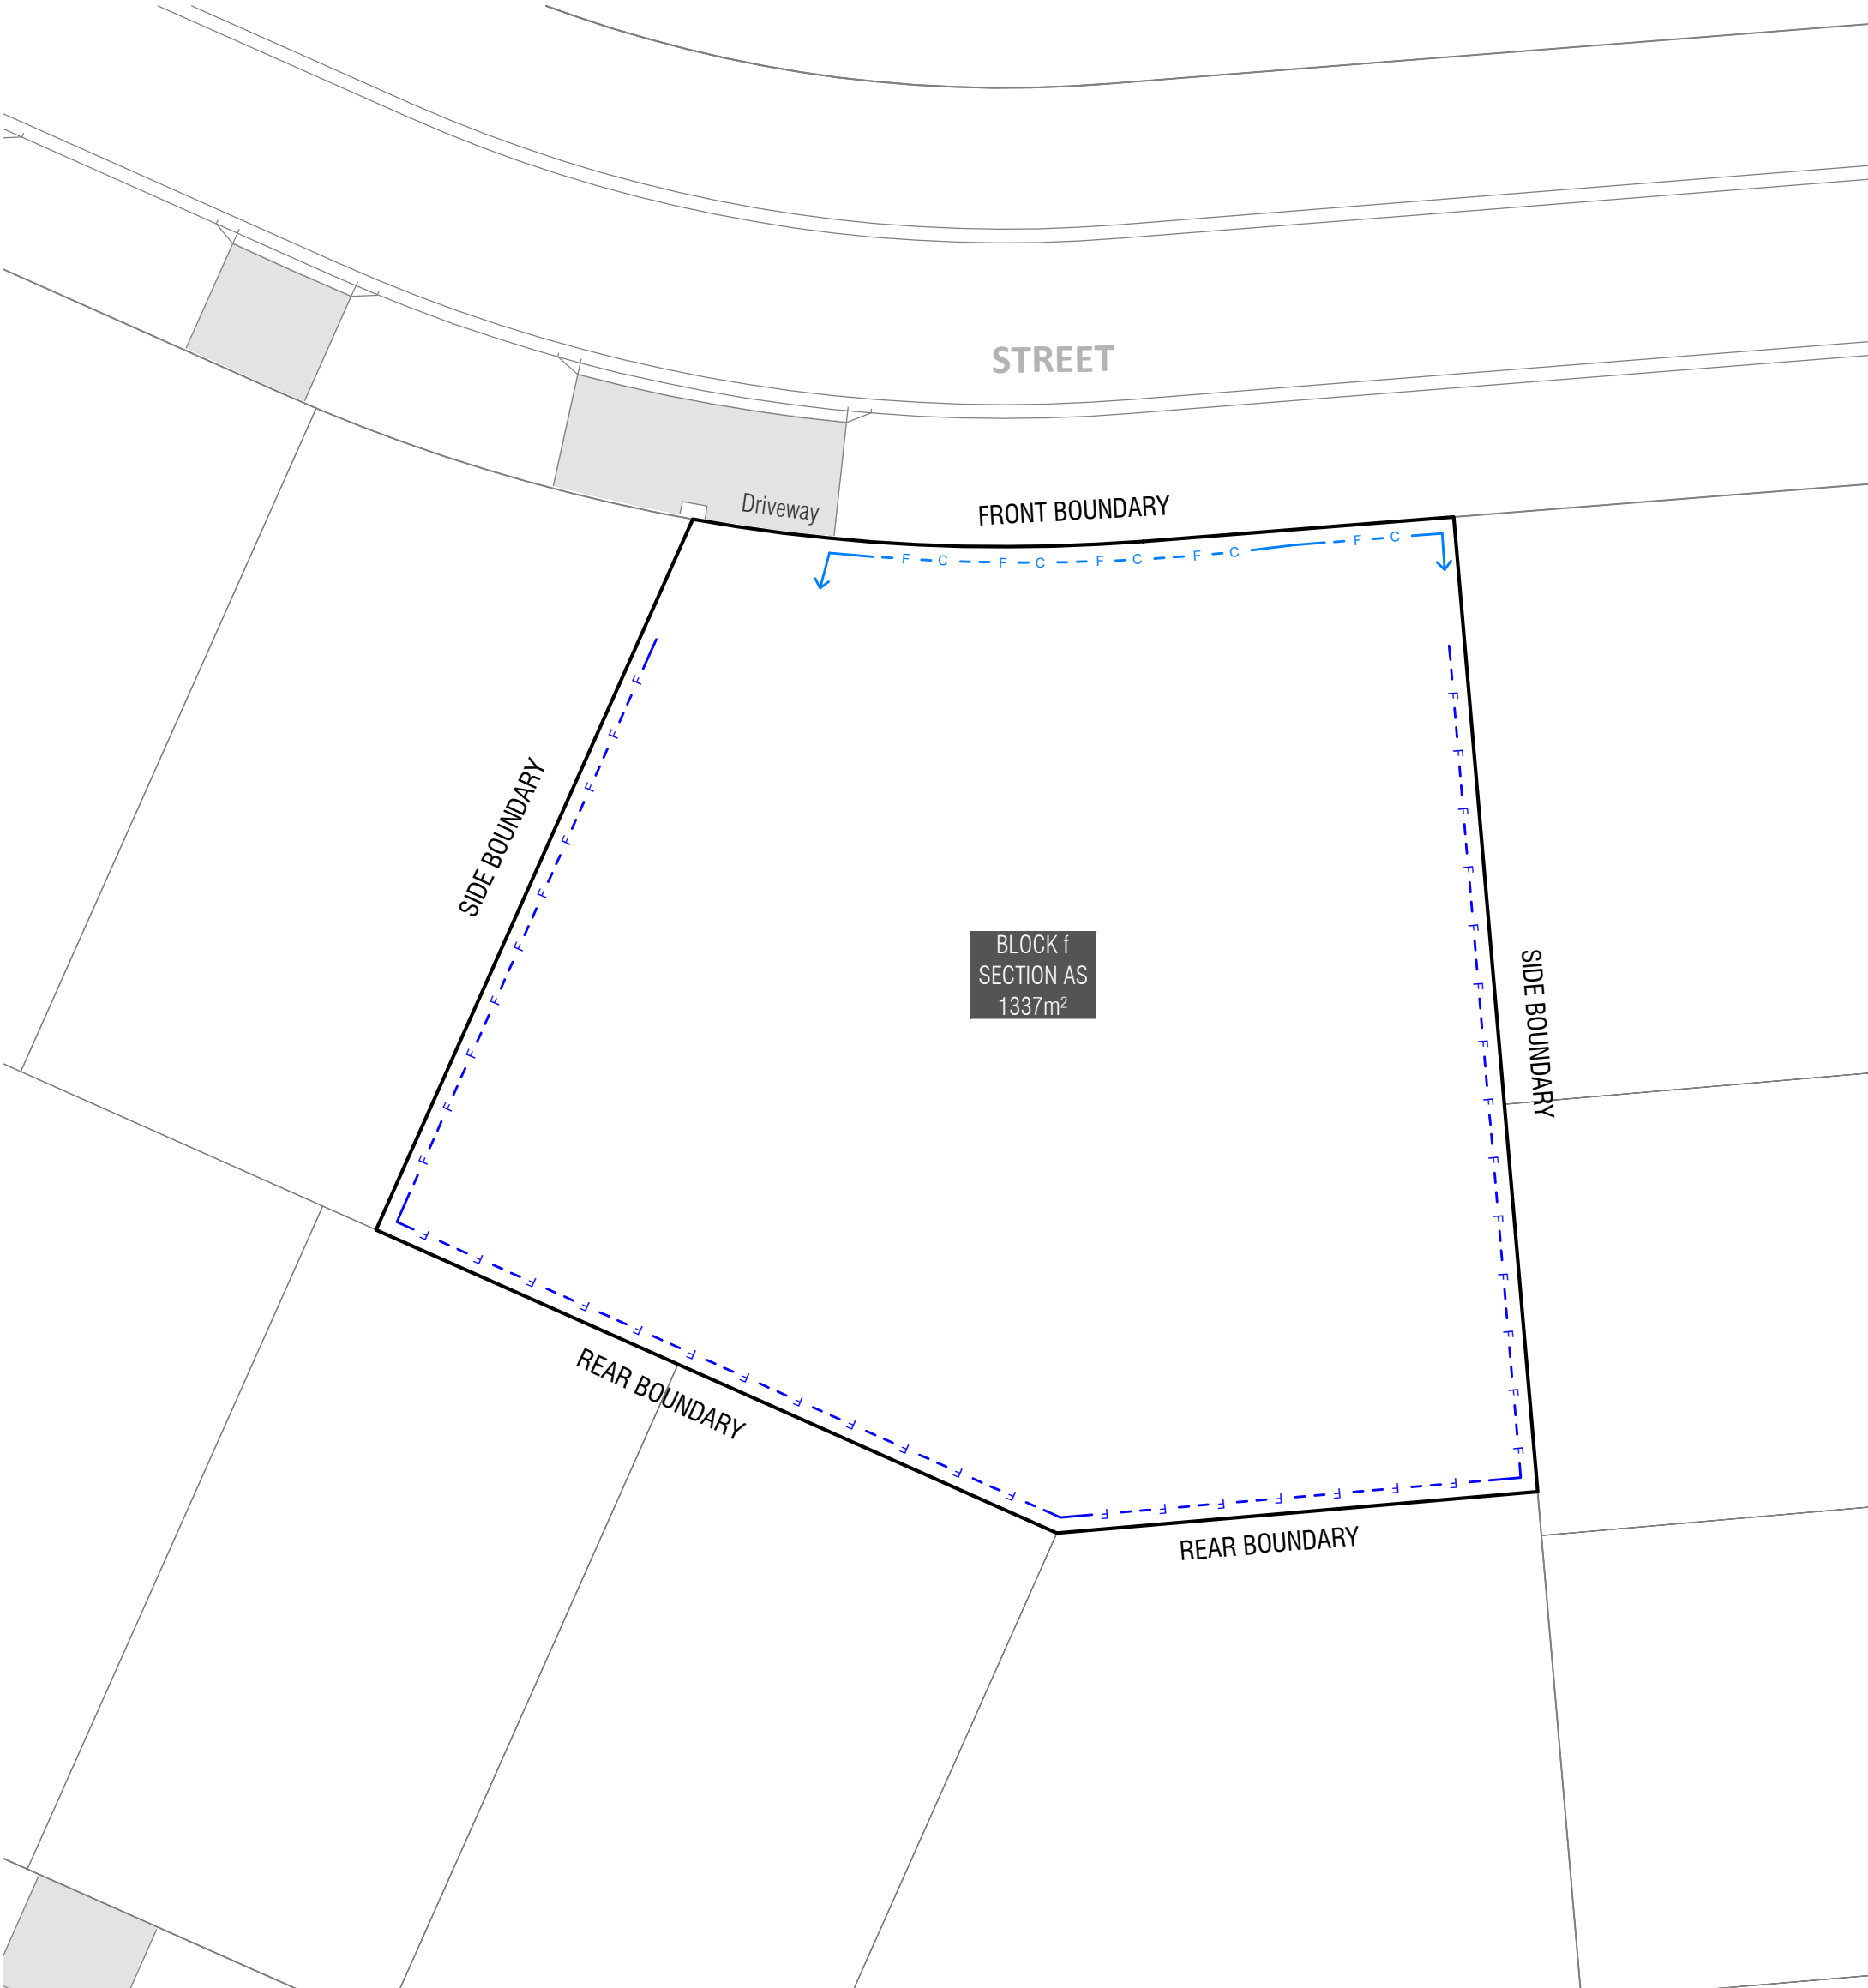 STREET
Driveway
FRONT BOUNDARY
F C F C F C F C F C
SIDE BOUNDARY
F F F F F F F F F F
BLOCK f
SECTION AS
1337m²
SIDE BOUNDARY
F F F F F F F F F F F F F F
REAR BOUNDARY
F F F F F F F F F F F F
REAR BOUNDARY
F F F F F F F